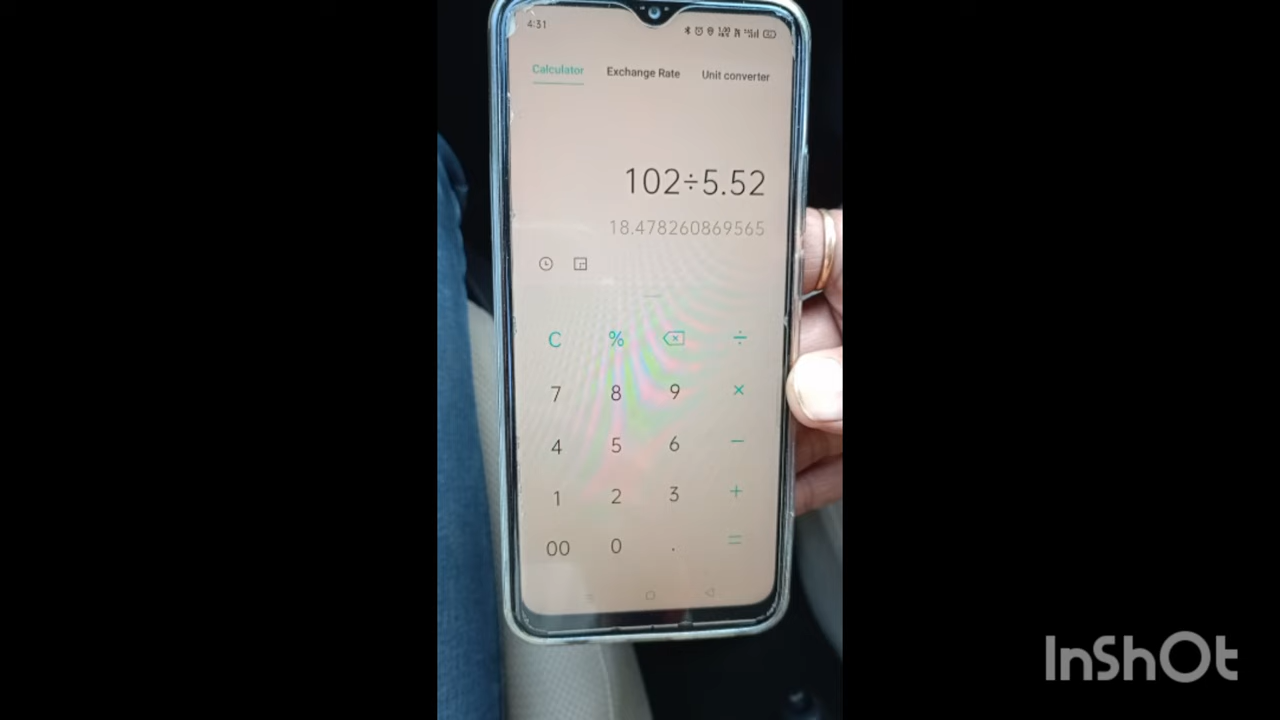 4:31
Calculator Exchange Rate Unit converter
102÷5.52
18.478260869565
C % ÷
7 8 9 ×
4 5 6 −
1 2 3 +
00 0 . =
InShOt